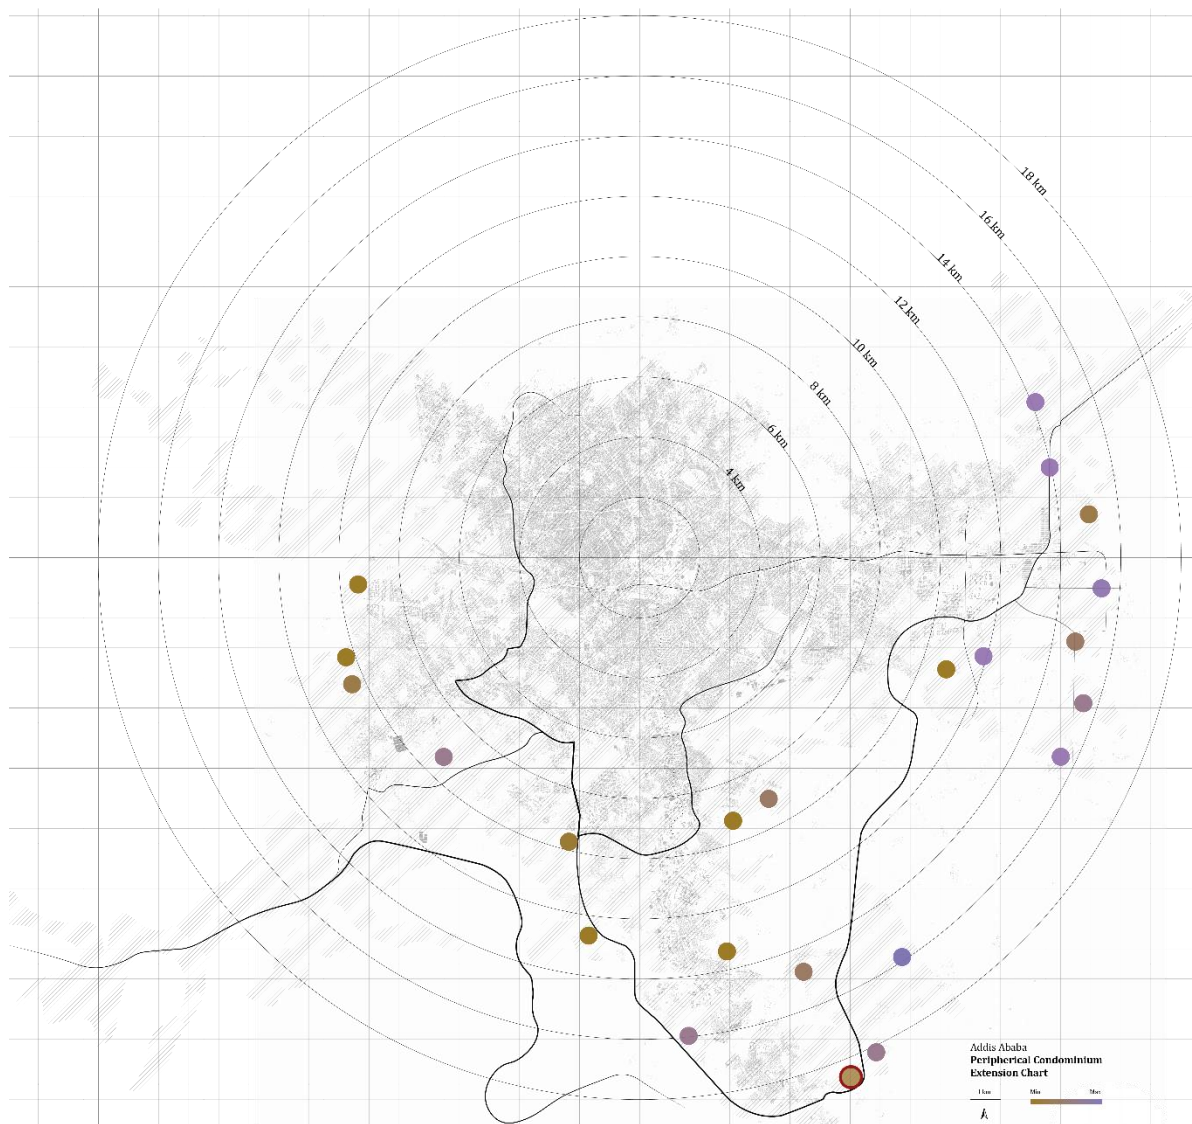 18 km
16 km
14 km
12 km
10 km
8 km
6 km
4 km
Addis Ababa
Peripherical Condominium
Extension Chart
1 km
Min
Max